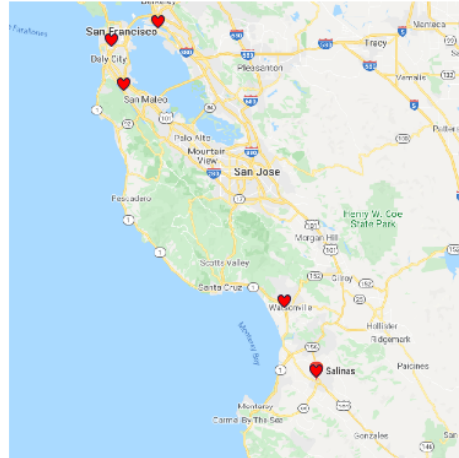 Berkeley
San Francisco
Daly City
Manteca
Tracy
Pleasanton
San Mateo
Palo Alto
Mountain
View
San Jose
Pescadero
Henry W. Coe
State Park
Morgan Hill
Scotts Valley
Santa Cruz
Gilroy
Watsonville
Monterey Bay
Hollister
Ridgemark
Salinas
Paicines
Monterey
Carmel-By-The-Sea
Gonzales